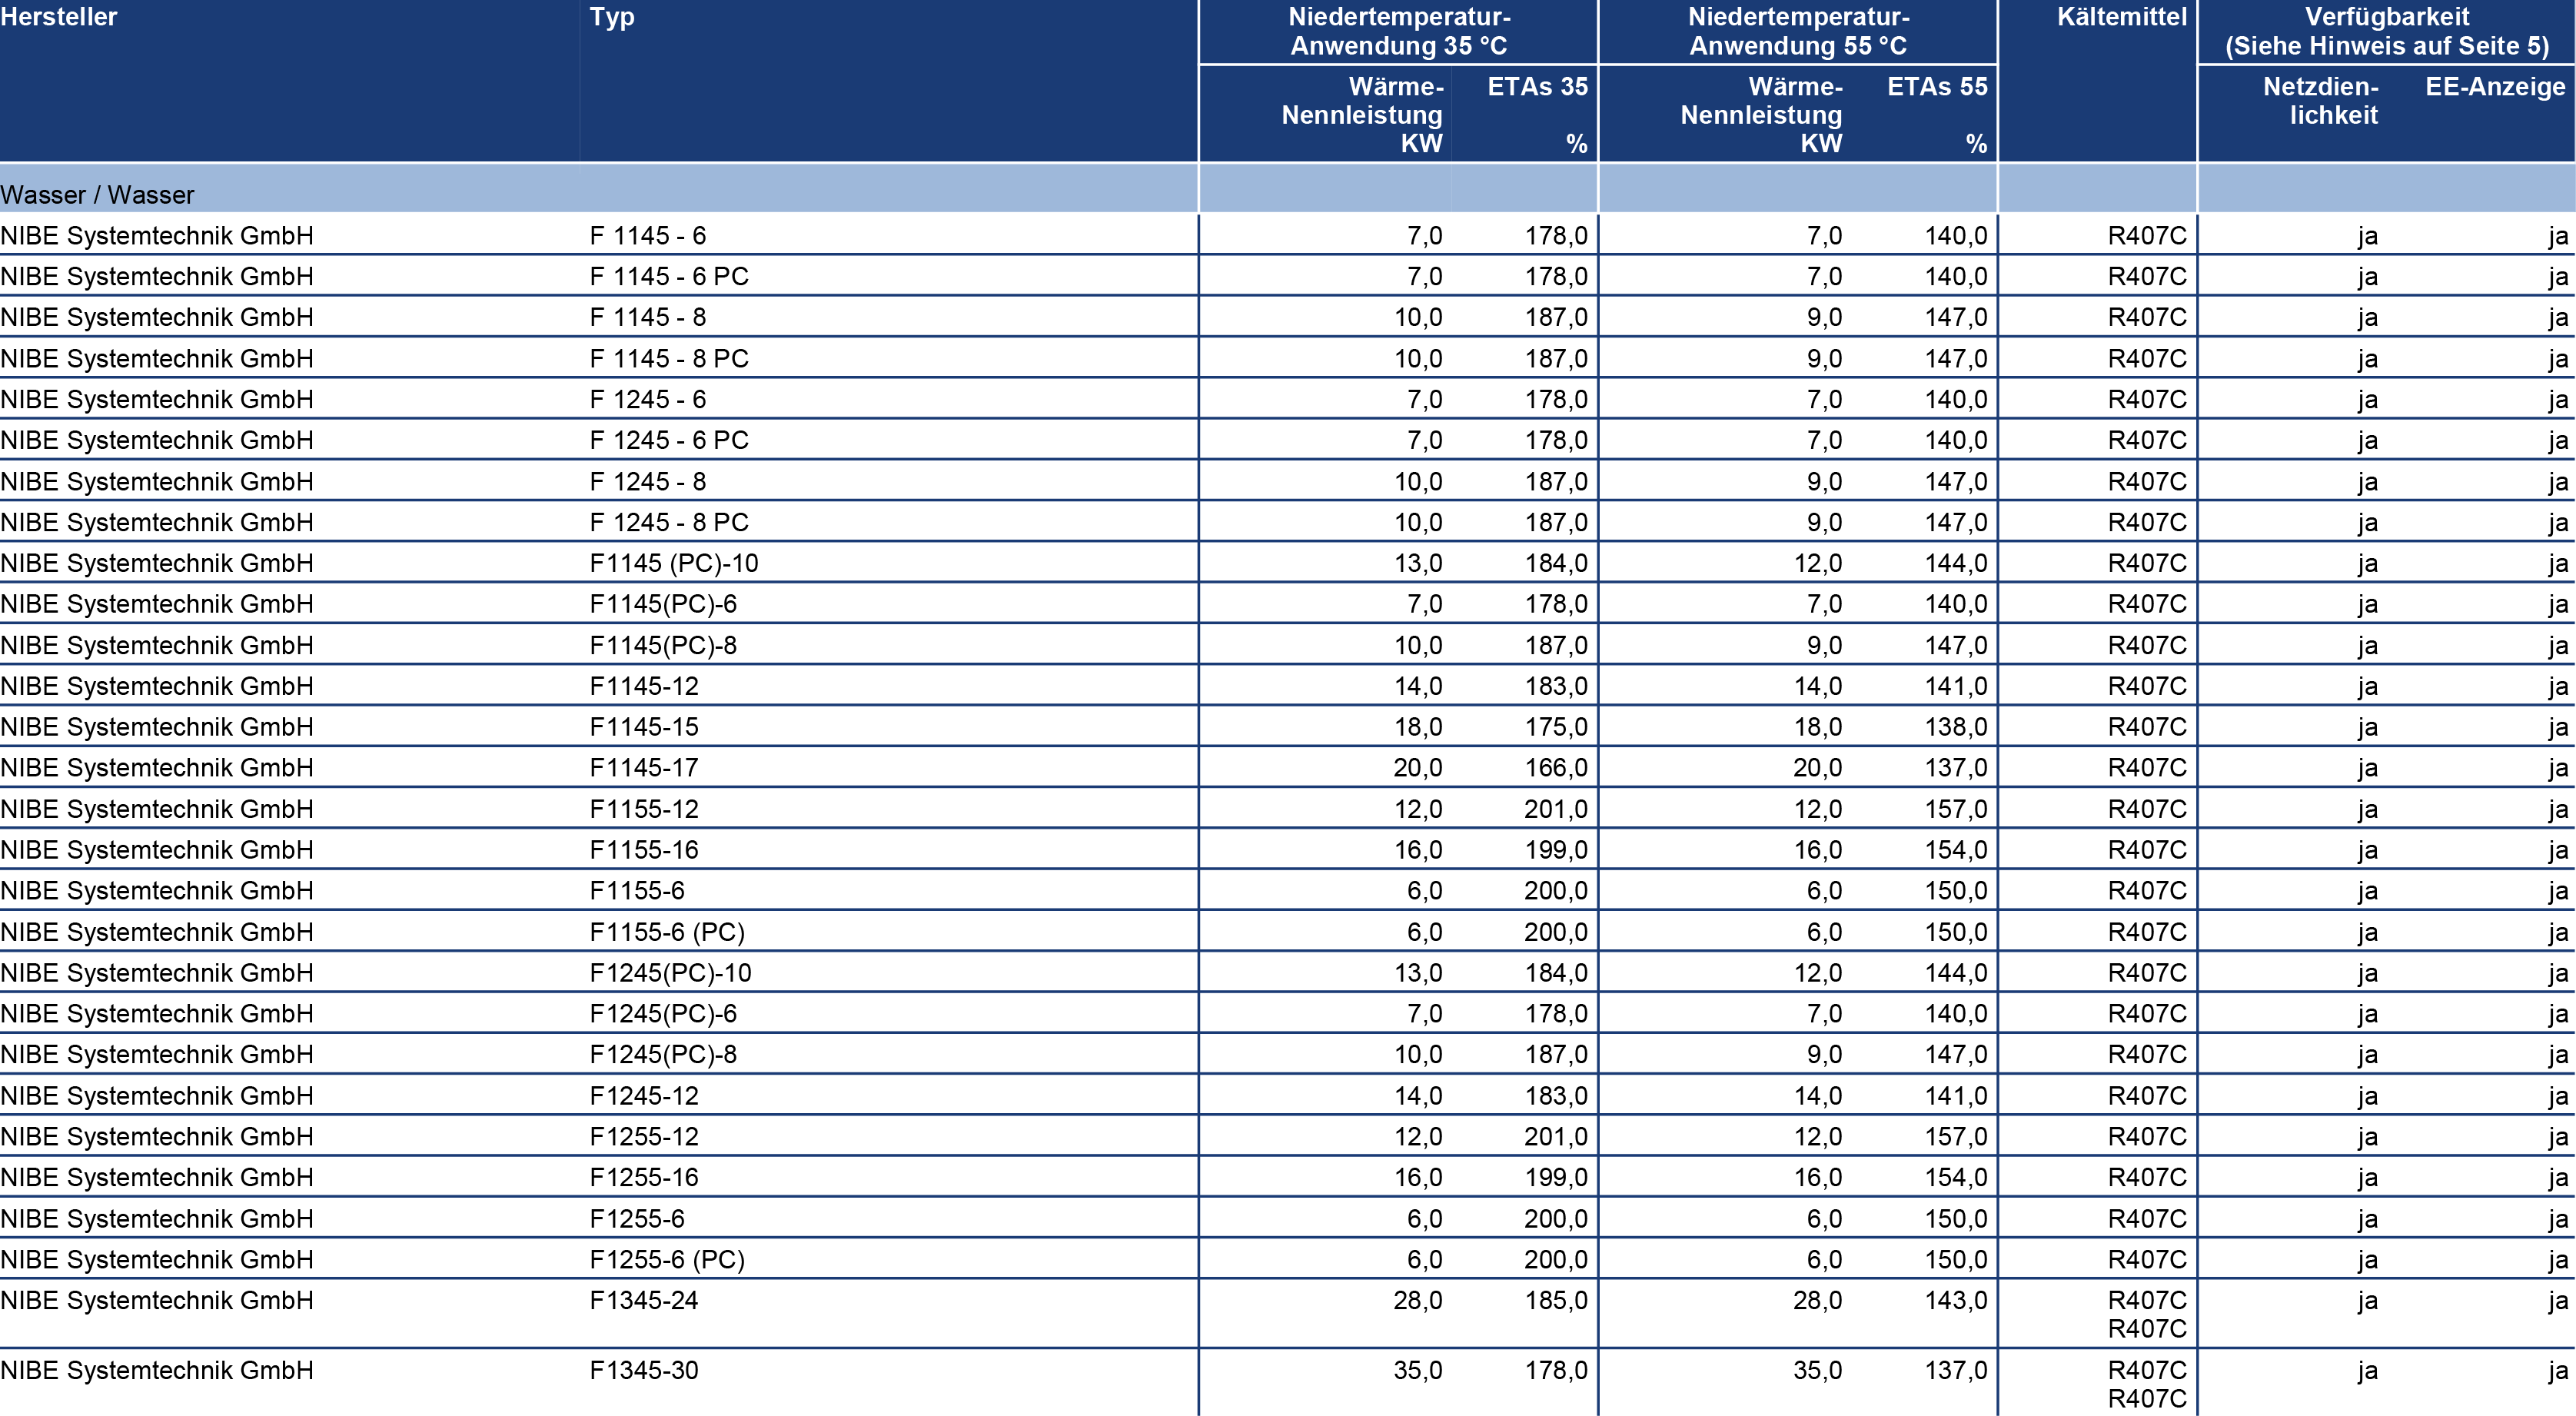 Hersteller Typ Niedertemperatur- Niedertemperatur- Kältemittel Verfügbarkeit
Anwendung 35 °C Anwendung 55 °C (Siehe Hinweis auf Seite 5)
Wärme- ETAs 35 Wärme- ETAs 55 Netzdien- EE-Anzeige
Nennleistung Nennleistung lichkeit
KW % KW %
Wasser / Wasser
NIBE Systemtechnik GmbH F 1145 - 6 7,0 178,0 7,0 140,0 R407C ja ja
NIBE Systemtechnik GmbH F 1145 - 6 PC 7,0 178,0 7,0 140,0 R407C ja ja
NIBE Systemtechnik GmbH F 1145 - 8 10,0 187,0 9,0 147,0 R407C ja ja
NIBE Systemtechnik GmbH F 1145 - 8 PC 10,0 187,0 9,0 147,0 R407C ja ja
NIBE Systemtechnik GmbH F 1245 - 6 7,0 178,0 7,0 140,0 R407C ja ja
NIBE Systemtechnik GmbH F 1245 - 6 PC 7,0 178,0 7,0 140,0 R407C ja ja
NIBE Systemtechnik GmbH F 1245 - 8 10,0 187,0 9,0 147,0 R407C ja ja
NIBE Systemtechnik GmbH F 1245 - 8 PC 10,0 187,0 9,0 147,0 R407C ja ja
NIBE Systemtechnik GmbH F1145 (PC)-10 13,0 184,0 12,0 144,0 R407C ja ja
NIBE Systemtechnik GmbH F1145(PC)-6 7,0 178,0 7,0 140,0 R407C ja ja
NIBE Systemtechnik GmbH F1145(PC)-8 10,0 187,0 9,0 147,0 R407C ja ja
NIBE Systemtechnik GmbH F1145-12 14,0 183,0 14,0 141,0 R407C ja ja
NIBE Systemtechnik GmbH F1145-15 18,0 175,0 18,0 138,0 R407C ja ja
NIBE Systemtechnik GmbH F1145-17 20,0 166,0 20,0 137,0 R407C ja ja
NIBE Systemtechnik GmbH F1155-12 12,0 201,0 12,0 157,0 R407C ja ja
NIBE Systemtechnik GmbH F1155-16 16,0 199,0 16,0 154,0 R407C ja ja
NIBE Systemtechnik GmbH F1155-6 6,0 200,0 6,0 150,0 R407C ja ja
NIBE Systemtechnik GmbH F1155-6 (PC) 6,0 200,0 6,0 150,0 R407C ja ja
NIBE Systemtechnik GmbH F1245(PC)-10 13,0 184,0 12,0 144,0 R407C ja ja
NIBE Systemtechnik GmbH F1245(PC)-6 7,0 178,0 7,0 140,0 R407C ja ja
NIBE Systemtechnik GmbH F1245(PC)-8 10,0 187,0 9,0 147,0 R407C ja ja
NIBE Systemtechnik GmbH F1245-12 14,0 183,0 14,0 141,0 R407C ja ja
NIBE Systemtechnik GmbH F1255-12 12,0 201,0 12,0 157,0 R407C ja ja
NIBE Systemtechnik GmbH F1255-16 16,0 199,0 16,0 154,0 R407C ja ja
NIBE Systemtechnik GmbH F1255-6 6,0 200,0 6,0 150,0 R407C ja ja
NIBE Systemtechnik GmbH F1255-6 (PC) 6,0 200,0 6,0 150,0 R407C ja ja
NIBE Systemtechnik GmbH F1345-24 28,0 185,0 28,0 143,0 R407C ja ja
R407C
NIBE Systemtechnik GmbH F1345-30 35,0 178,0 35,0 137,0 R407C ja ja
R407C